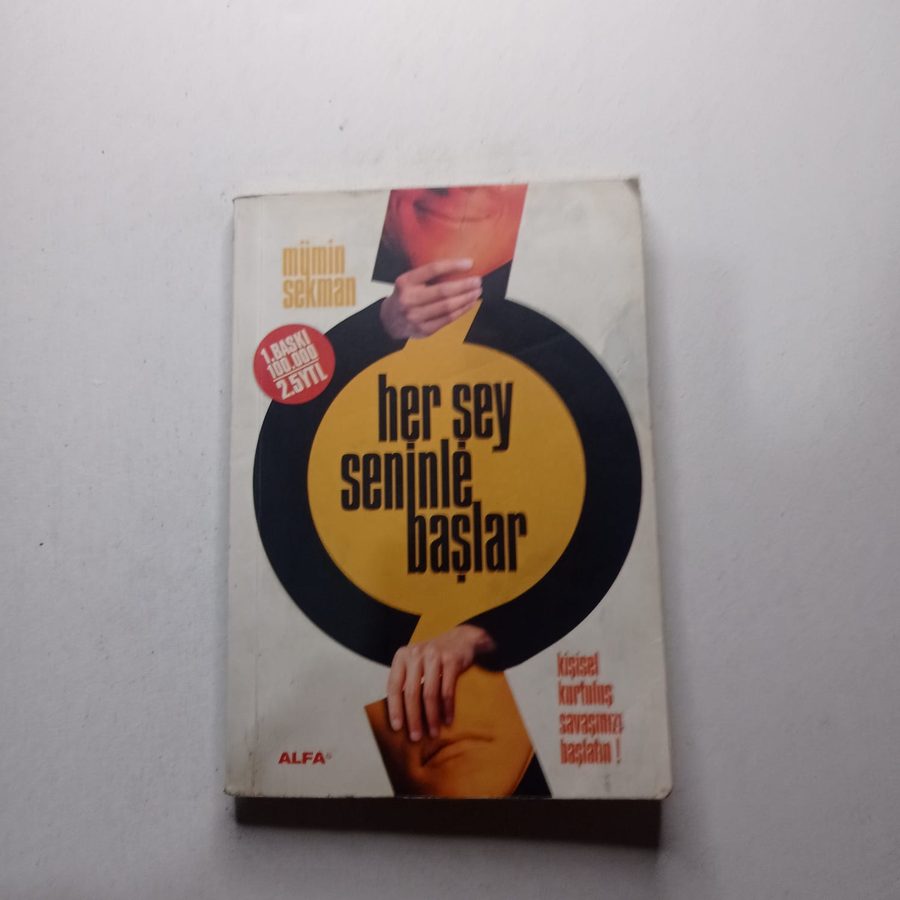 mümin
sekman
1.BASKI
100.000
2.5YTL
her şey
seninle
başlar
kişisel
kurtuluş
savaşınızı
başlatın !
ALFA®